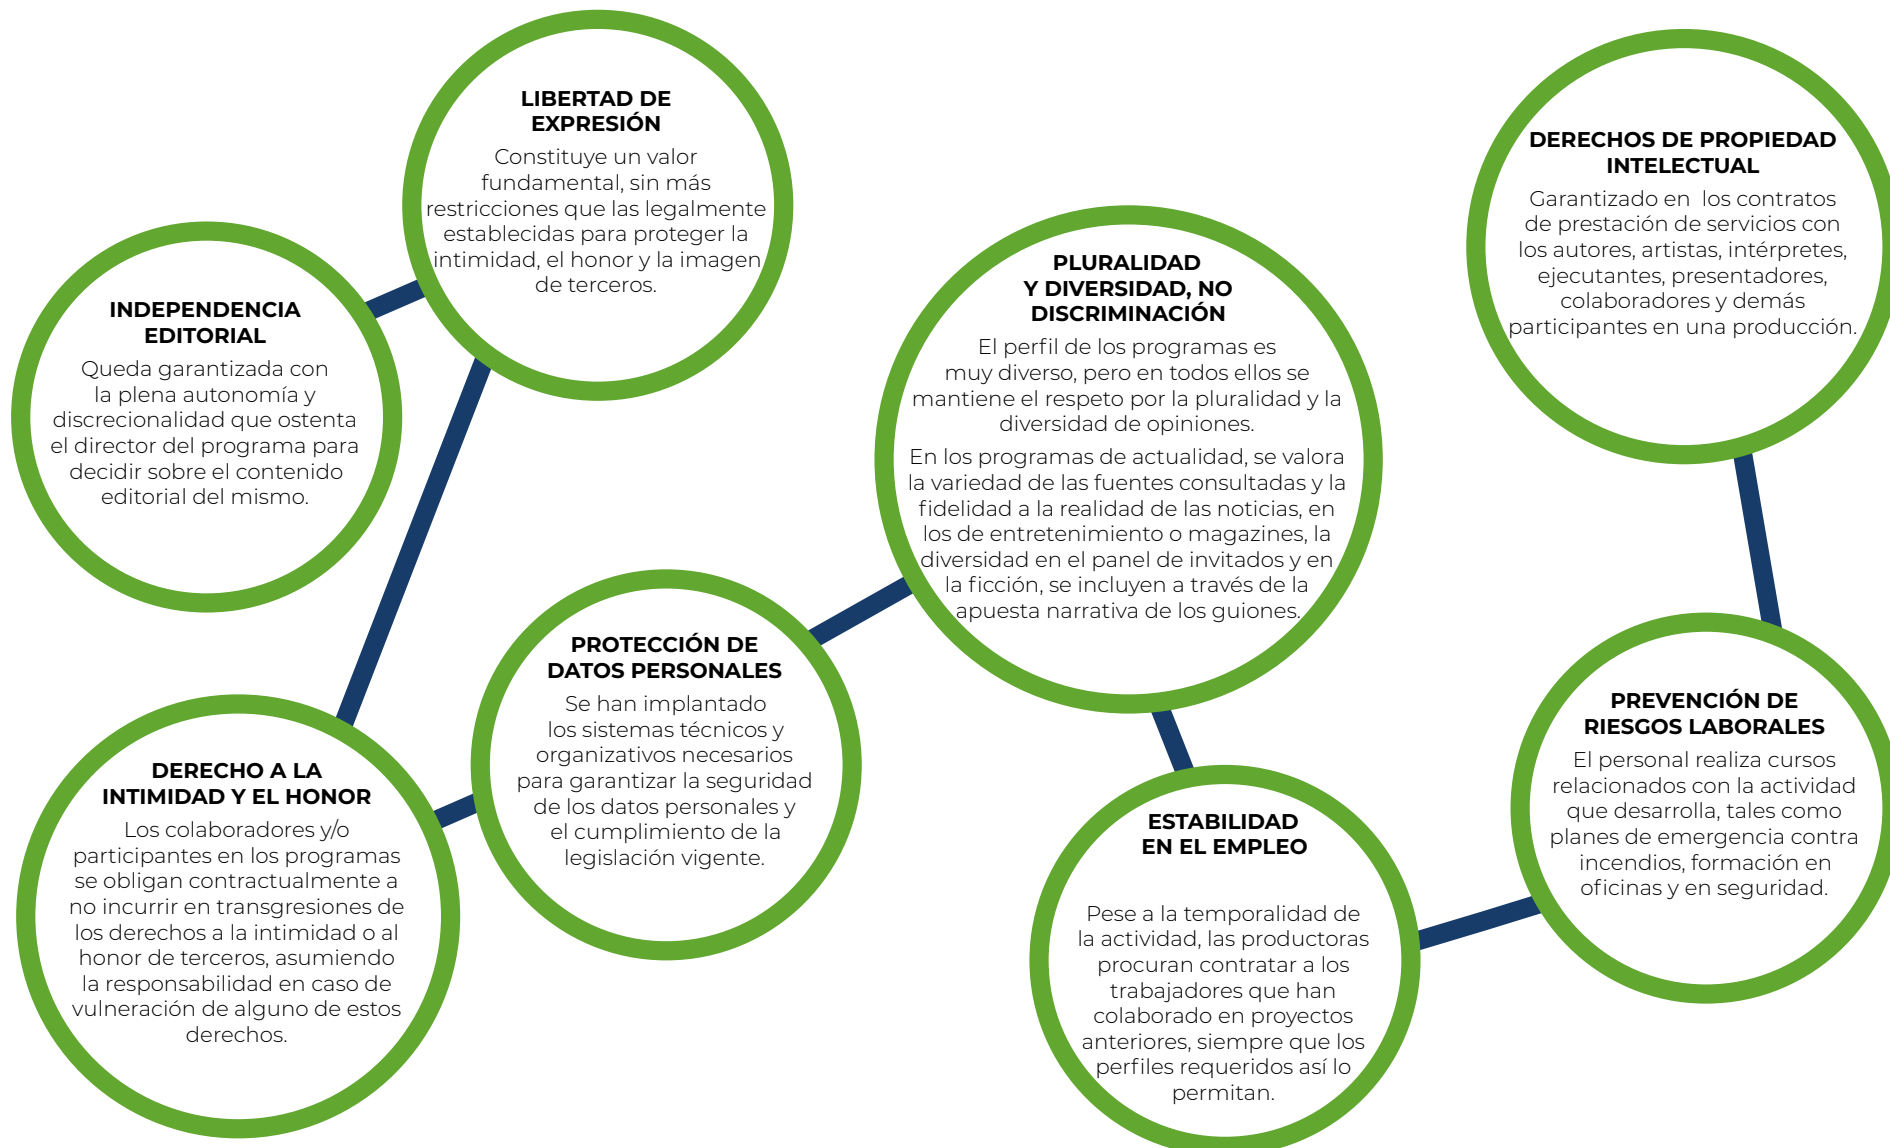 INDEPENDENCIA
EDITORIAL
Queda garantizada con
la plena autonomía y
discrecionalidad que ostenta
el director del programa para
decidir sobre el contenido
editorial del mismo.
LIBERTAD DE
EXPRESIÓN
Constituye un valor
fundamental, sin más
restricciones que las legalmente
establecidas para proteger la
intimidad, el honor y la imagen
de terceros.
DERECHO A LA
INTIMIDAD Y EL HONOR
Los colaboradores y/o
participantes en los programas
se obligan contractualmente a
no incurrir en transgresiones de
los derechos a la intimidad o al
honor de terceros, asumiendo
la responsabilidad en caso de
vulneración de alguno de estos
derechos.
PROTECCIÓN DE
DATOS PERSONALES
Se han implantado
los sistemas técnicos y
organizativos necesarios
para garantizar la seguridad
de los datos personales y
el cumplimiento de la
legislación vigente.
PLURALIDAD
Y DIVERSIDAD, NO
DISCRIMINACIÓN
El perfil de los programas es
muy diverso, pero en todos ellos se
mantiene el respeto por la pluralidad y la
diversidad de opiniones.
En los programas de actualidad, se valora
la variedad de las fuentes consultadas y la
fidelidad a la realidad de las noticias, en
los de entretenimiento o magazines, la
diversidad en el panel de invitados y en
la ficción, se incluyen a través de la
apuesta narrativa de los guiones.
ESTABILIDAD
EN EL EMPLEO
Pese a la temporalidad de
la actividad, las productoras
procuran contratar a los
trabajadores que han
colaborado en proyectos
anteriores, siempre que los
perfiles requeridos así lo
permitan.
PREVENCIÓN DE
RIESGOS LABORALES
El personal realiza cursos
relacionados con la actividad
que desarrolla, tales como
planes de emergencia contra
incendios, formación en
oficinas y en seguridad.
DERECHOS DE PROPIEDAD
INTELECTUAL
Garantizado en los contratos
de prestación de servicios con
los autores, artistas, intérpretes,
ejecutantes, presentadores,
colaboradores y demás
participantes en una producción.